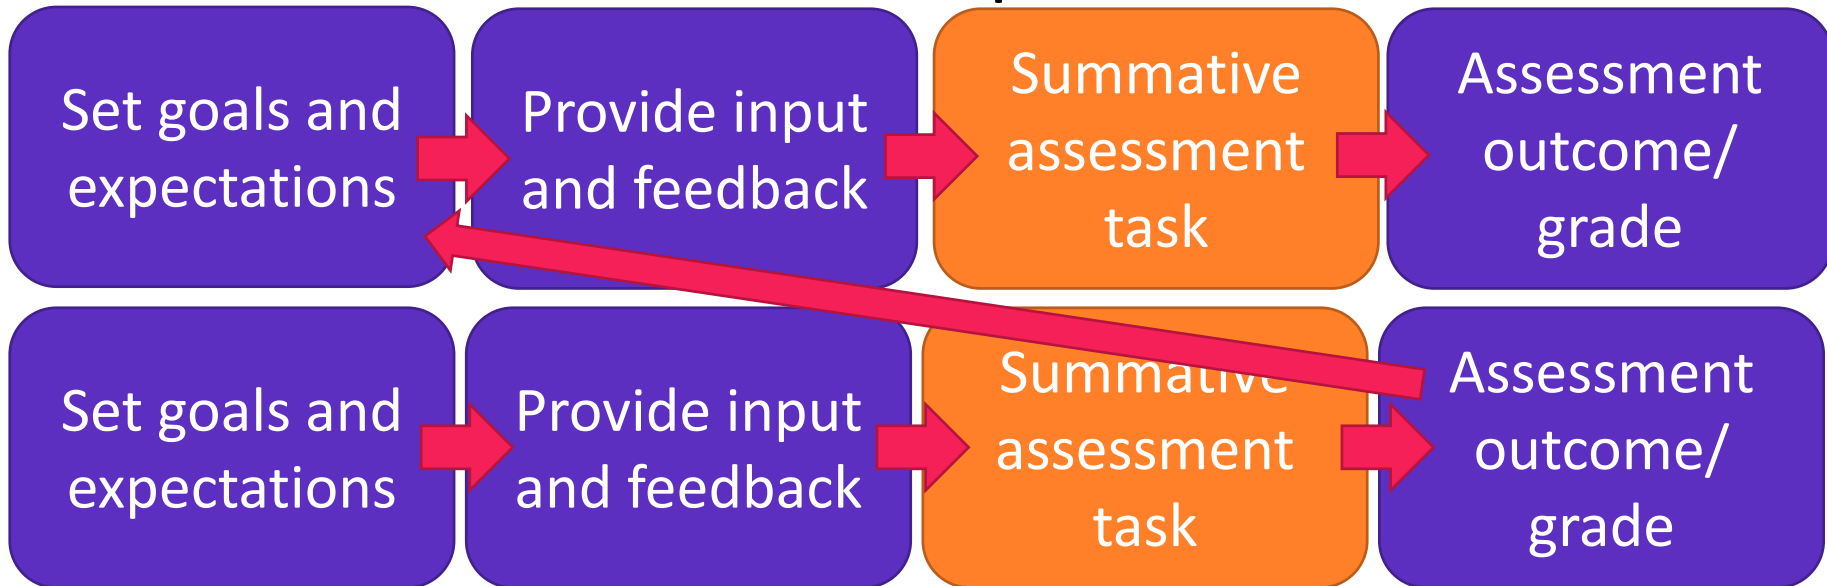 Set goals and
expectations
Provide input
and feedback
Summative
assessment
task
Assessment
outcome/
grade
Set goals and
expectations
Provide input
and feedback
Summative
assessment
task
Assessment
outcome/
grade